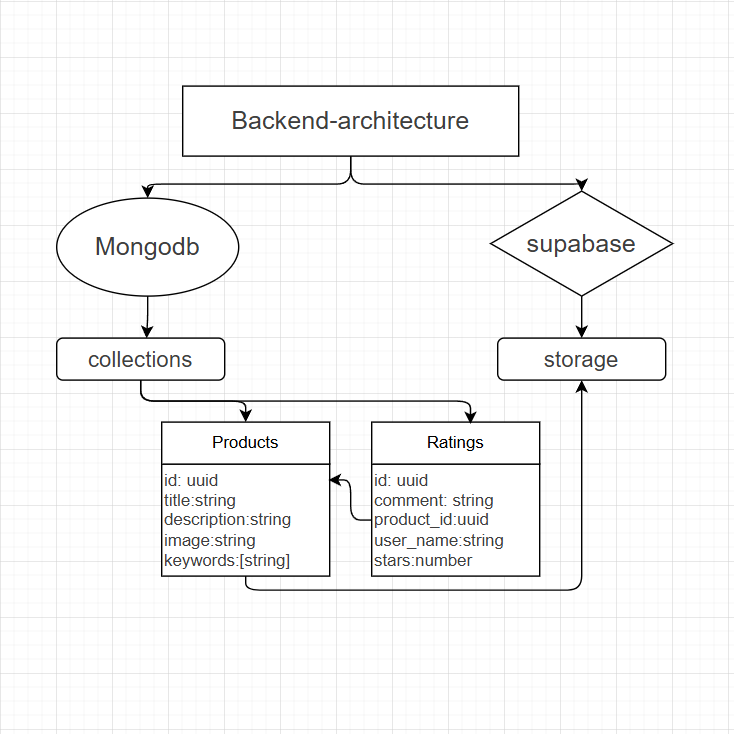 Backend-architecture
Mongodb
supabase
collections
storage
Products
id: uuid
title:string
description:string
image:string
keywords:[string]
Ratings
id: uuid
comment: string
product_id:uuid
user_name:string
stars:number